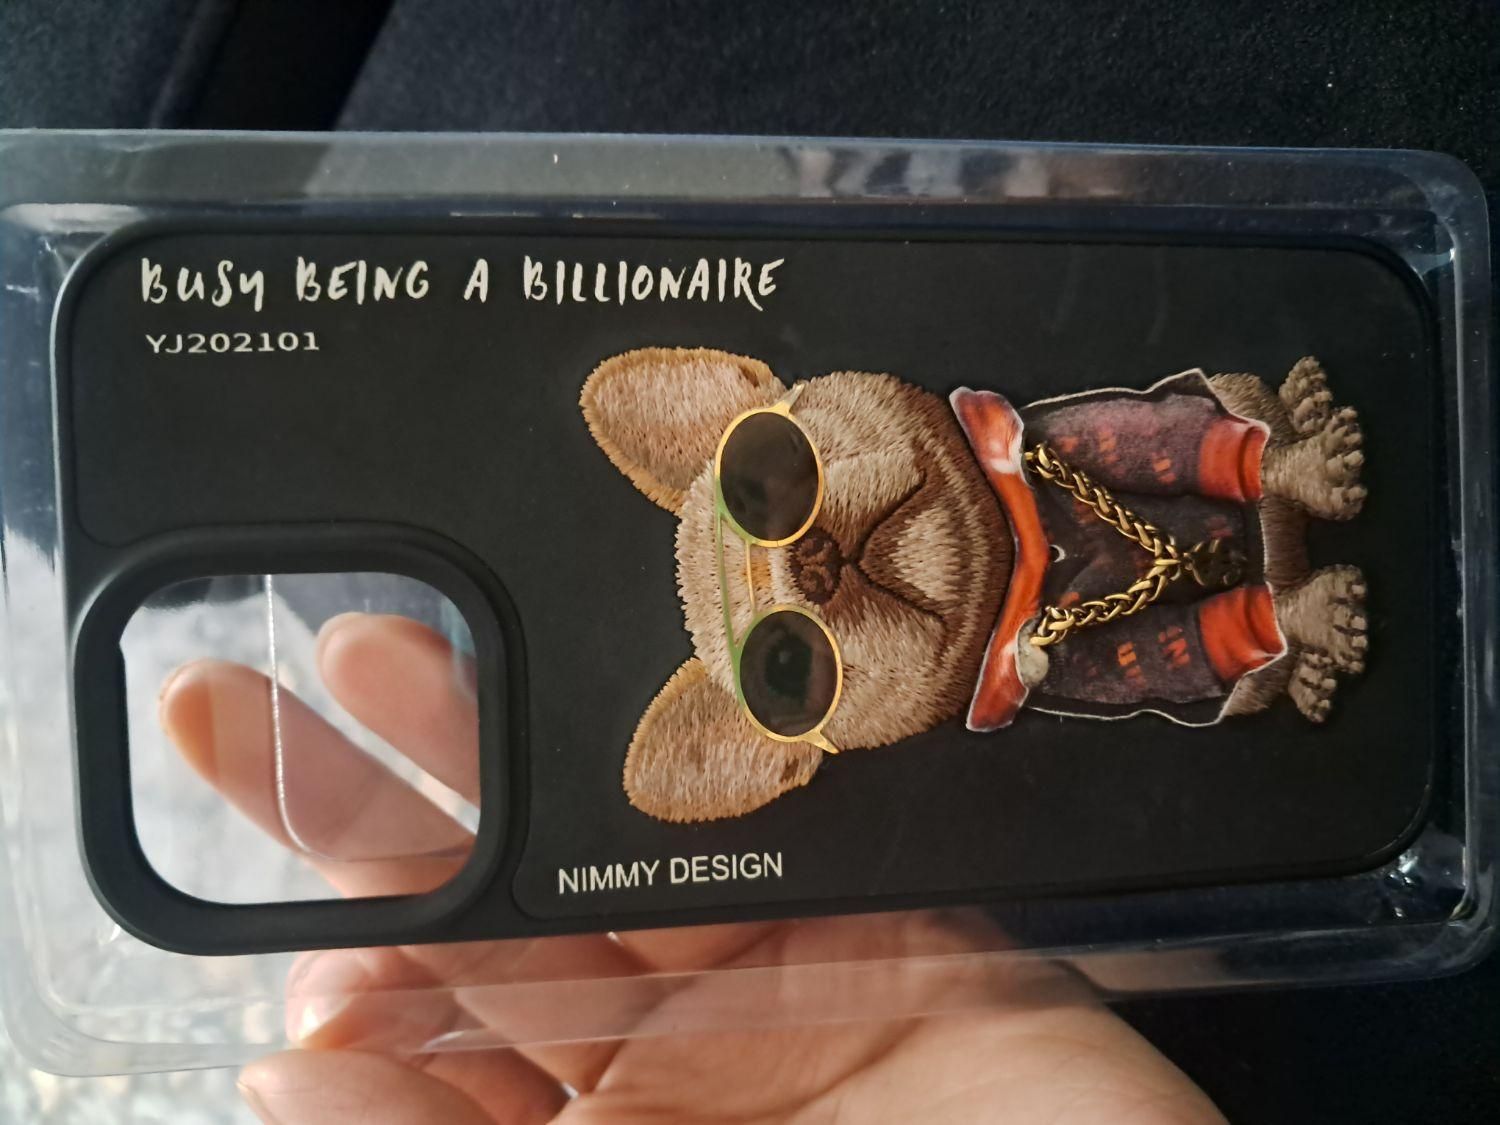 BUSY BEING A BILLIONAIRE
YJ202101
NIMMY DESIGN